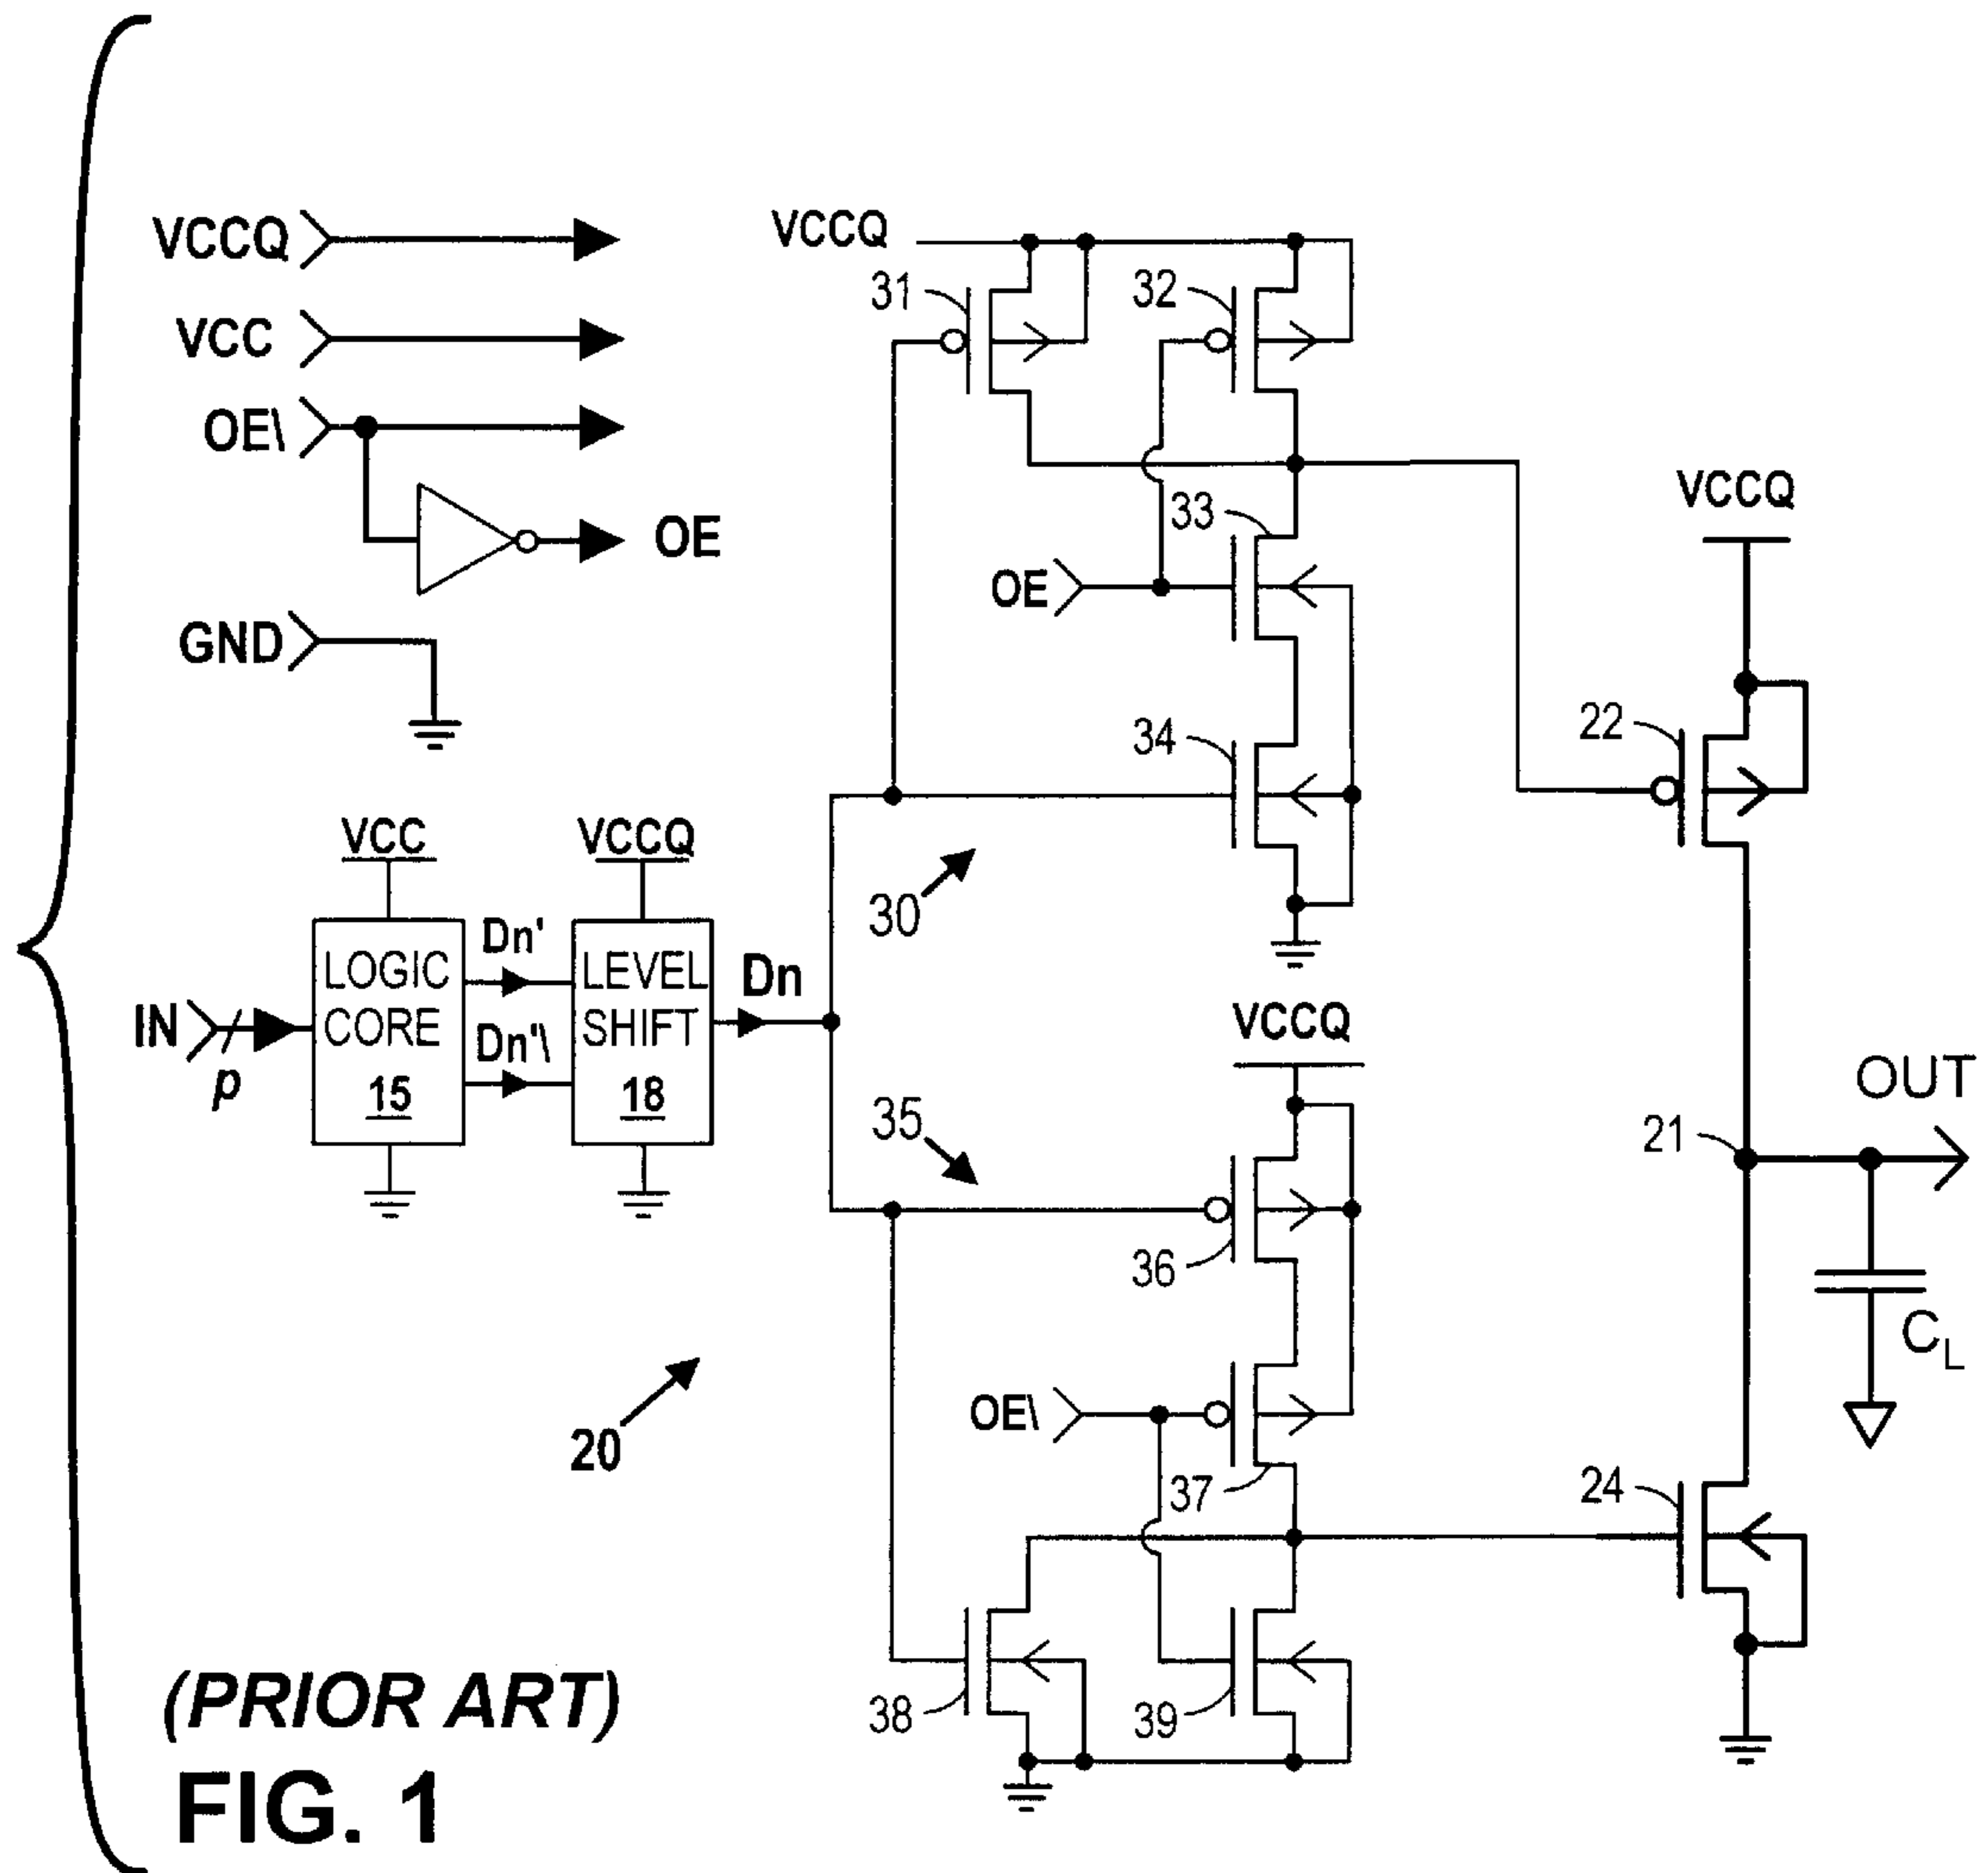 VCCQ
VCC
OE\
OE
GND
VCCQ
31
32
33
OE
34
30
VCCQ
22
VCC
VCCQ
IN
p
LOGIC
CORE
15
Dn'
Dn'\
LEVEL
SHIFT
18
Dn
VCCQ
35
36
OE\
37
38
39
20
21
OUT
CL
24
(PRIOR ART)
FIG. 1